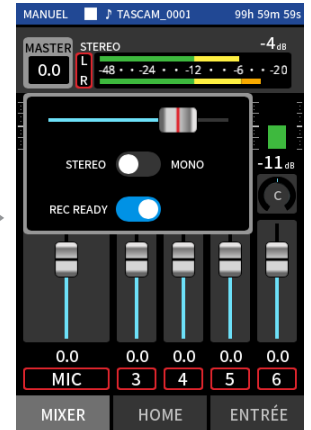 MANUEL ♪ TASCAM_0001 99h 59m 59s
MASTER STEREO -4dB
0.0 L -48 • • -24 • • -12 • • -6 • • -20
R
STEREO MONO -11dB
REC READY C
0.0 0.0 0.0 0.0 0.0
MIC 3 4 5 6
MIXER HOME ENTRÉE